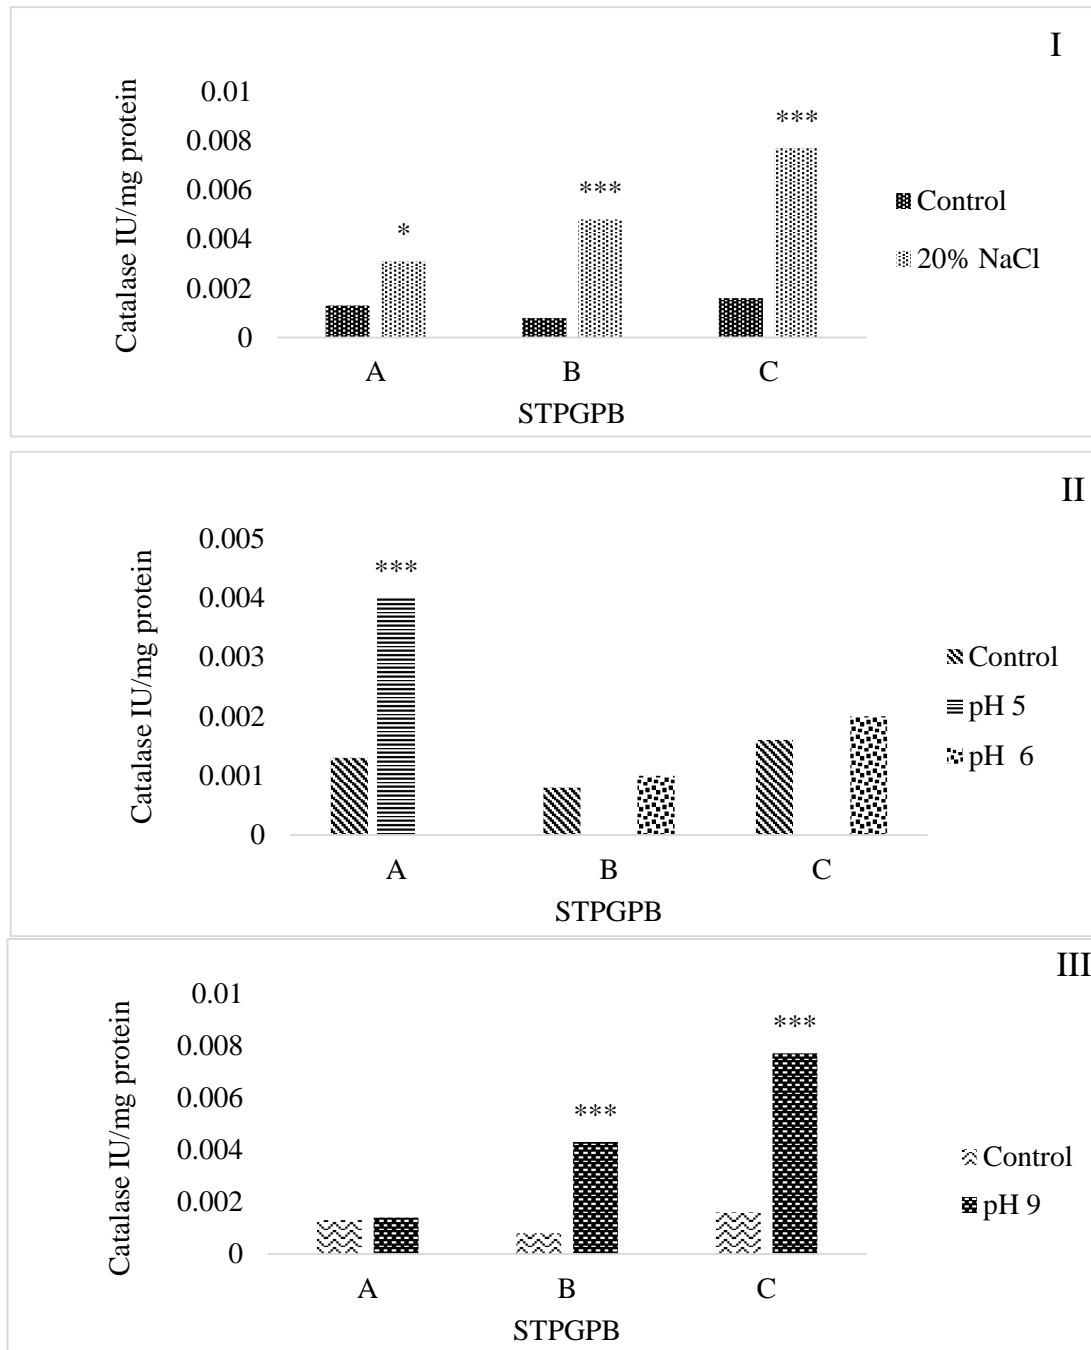 I
Catalase IU/mg protein
0.01
0.008
0.006
0.004
0.002
0
*
***
***
A
B
C
STPGPB
Control
20% NaCl
II
Catalase IU/mg protein
0.005
0.004
0.003
0.002
0.001
0
***
A
B
C
STPGPB
Control
pH 5
pH 6
III
Catalase IU/mg protein
0.01
0.008
0.006
0.004
0.002
0
***
***
A
B
C
STPGPB
Control
pH 9